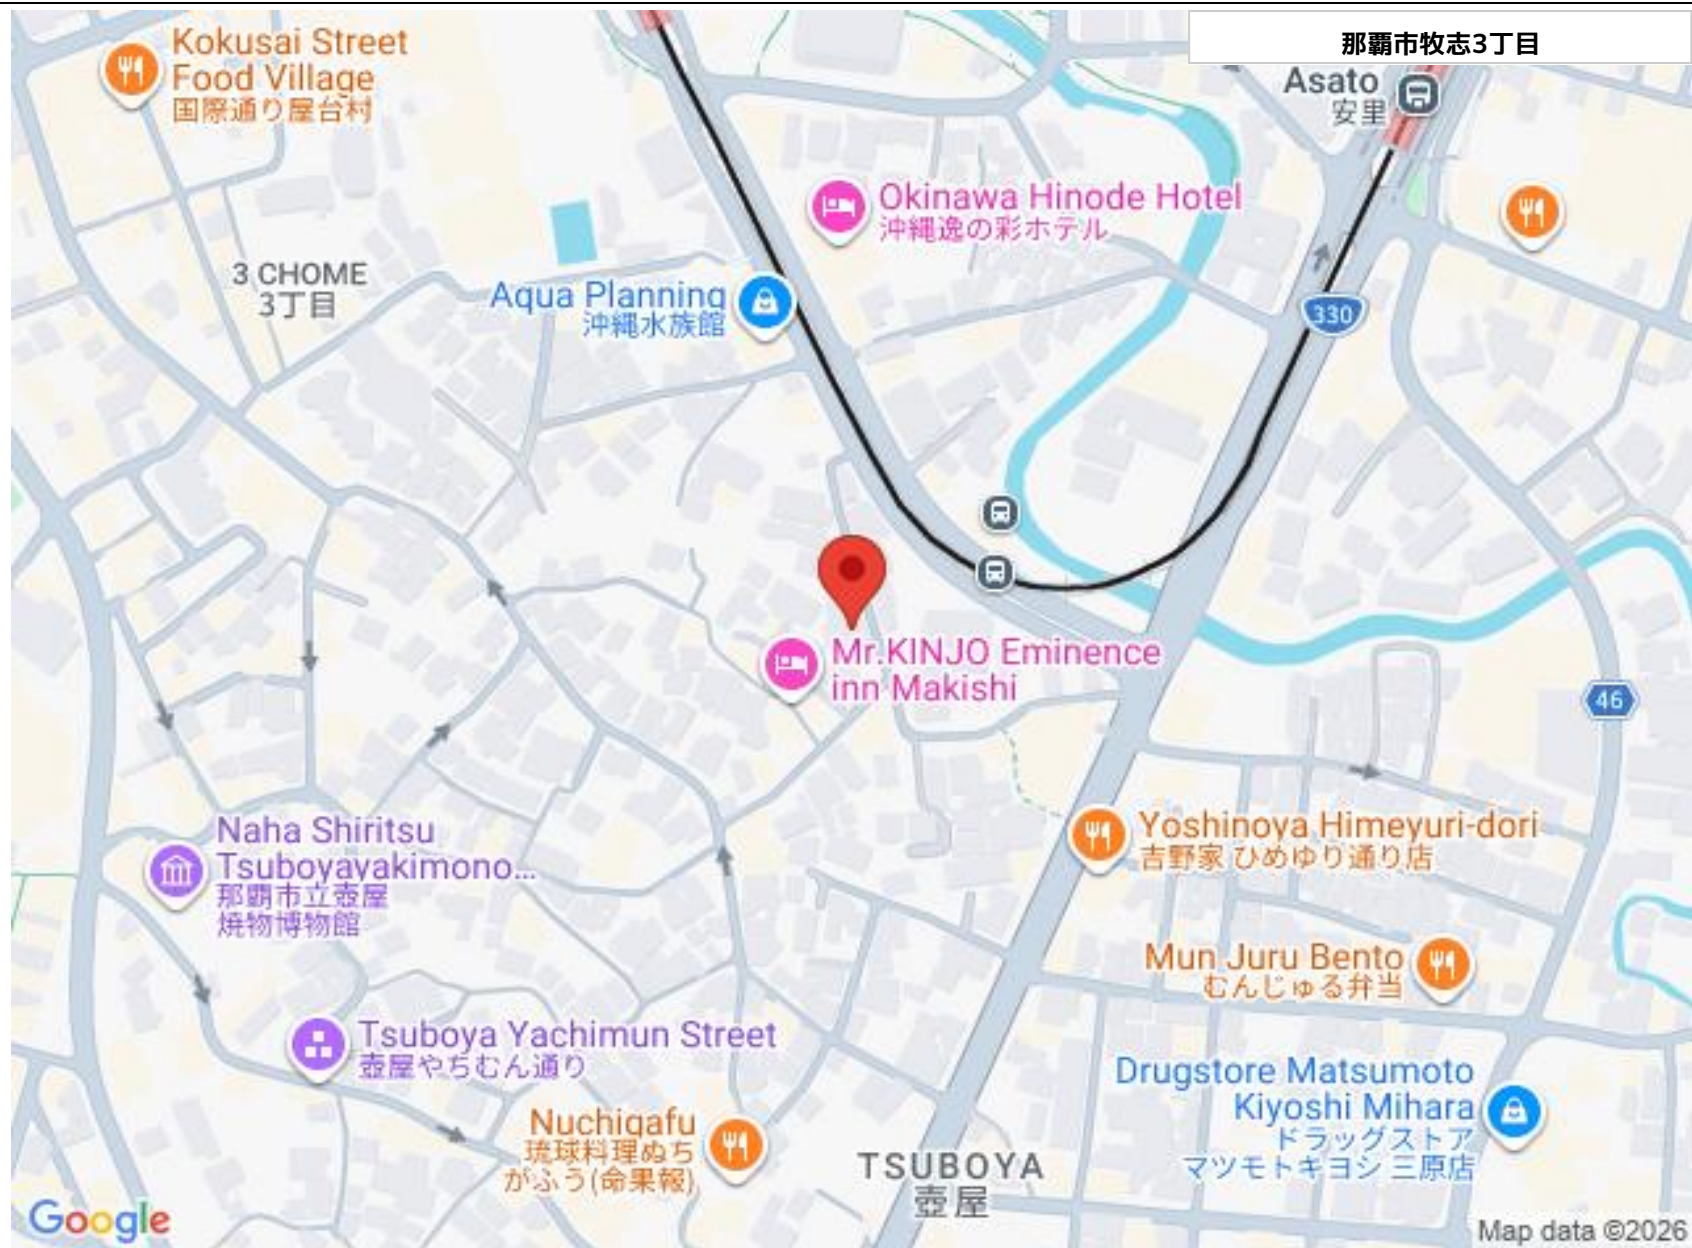 那覇市牧志3丁目
Kokusai Street
Food Village
国際通り屋台村
Asato
安里
Okinawa Hinode Hotel
沖縄逸の彩ホテル
3 CHOME
3丁目
Aqua Planning
沖縄水族館
330
Mr.KINJO Eminence
inn Makishi
46
Naha Shiritsu
Tsuboyayakimono...
那覇市立壺屋
焼物博物館
Yoshinoya Himeyuri-dori
吉野家 ひめゆり通り店
Mun Juru Bento
むんじゅる弁当
Tsuboya Yachimun Street
壺屋やちむん通り
Drugstore Matsumoto
Kiyoshi Mihara
ドラッグストア
マツモトキヨシ 三原店
Nuchigafu
琉球料理ぬち
がふう(命果報)
TSUBOYA
壺屋
Google
Map data ©2026